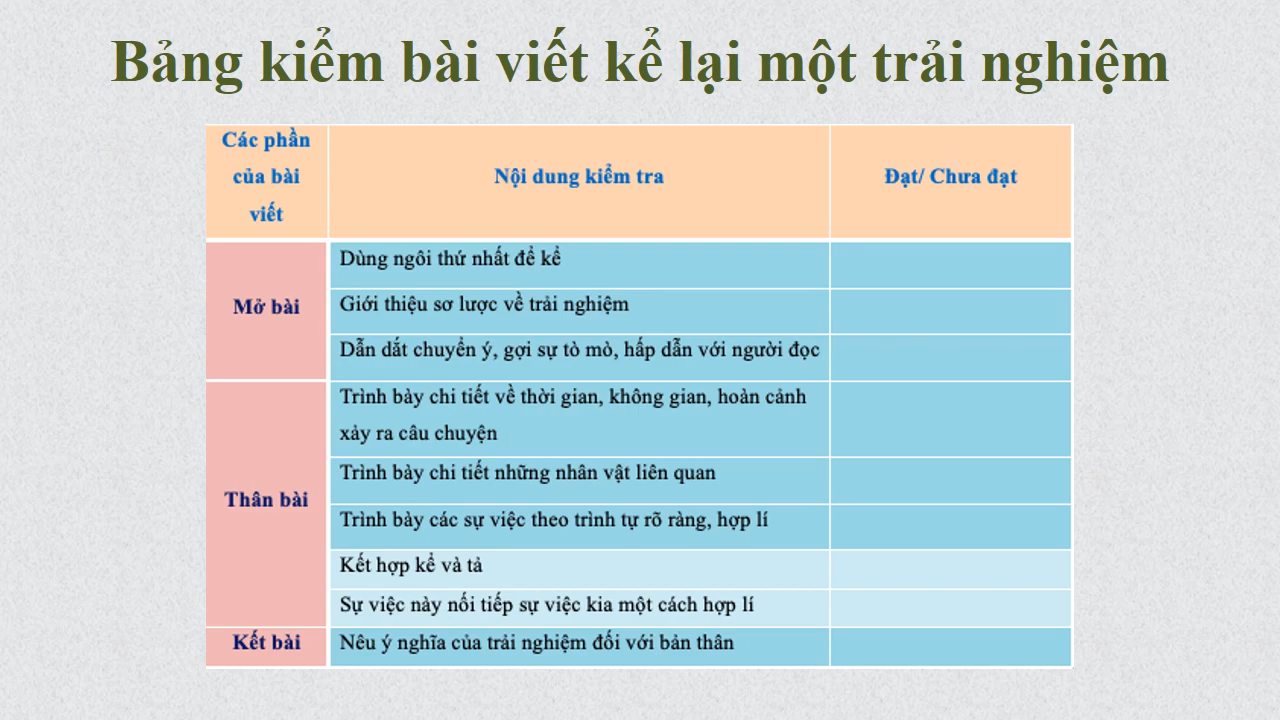 Bảng kiểm bài viết kể lại một trải nghiệm
Các phần
của bài
viết
Nội dung kiểm tra
Đạt/ Chưa đạt
Mở bài
Dùng ngôi thứ nhất để kể
Giới thiệu sơ lược về trải nghiệm
Dẫn dắt chuyển ý, gợi sự tò mò, hấp dẫn với người đọc
Thân bài
Trình bày chi tiết về thời gian, không gian, hoàn cảnh
xảy ra câu chuyện
Trình bày chi tiết những nhân vật liên quan
Trình bày các sự việc theo trình tự rõ ràng, hợp lí
Kết hợp kể và tả
Sự việc này nối tiếp sự việc kia một cách hợp lí
Kết bài
Nêu ý nghĩa của trải nghiệm đối với bản thân